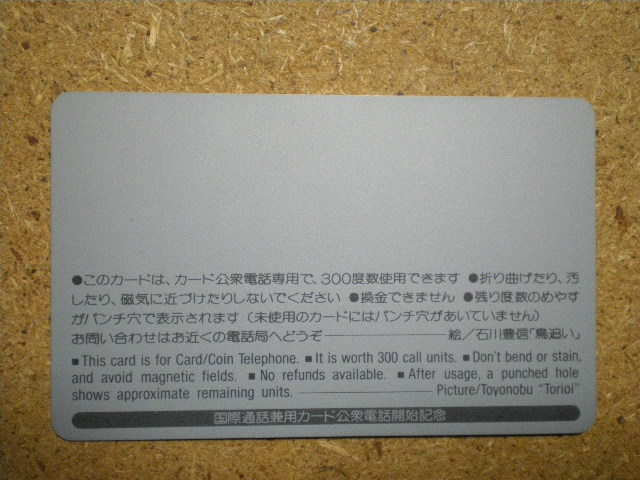 ●このカードは、カード公衆電話専用で、300度数使用できます ●折り曲げたり、汚
したり、磁気に近づけたりしないでください ●換金できません ●残り度数のめやす
がパンチ穴で表示されます（未使用のカードにはパンチ穴があいていません）
お問い合わせはお近くの電話局へどうぞ――――絵／石川豊信「鳥追い」
■ This card is for Card/Coin Telephone. ■ It is worth 300 call units. ■ Don't bend or stain,
and avoid magnetic fields. ■ No refunds available. ■ After usage, a punched hole
shows approximate remaining units. ―――― Picture/Toyonobu "Torioi"
国際通話兼用カード公衆電話開始記念